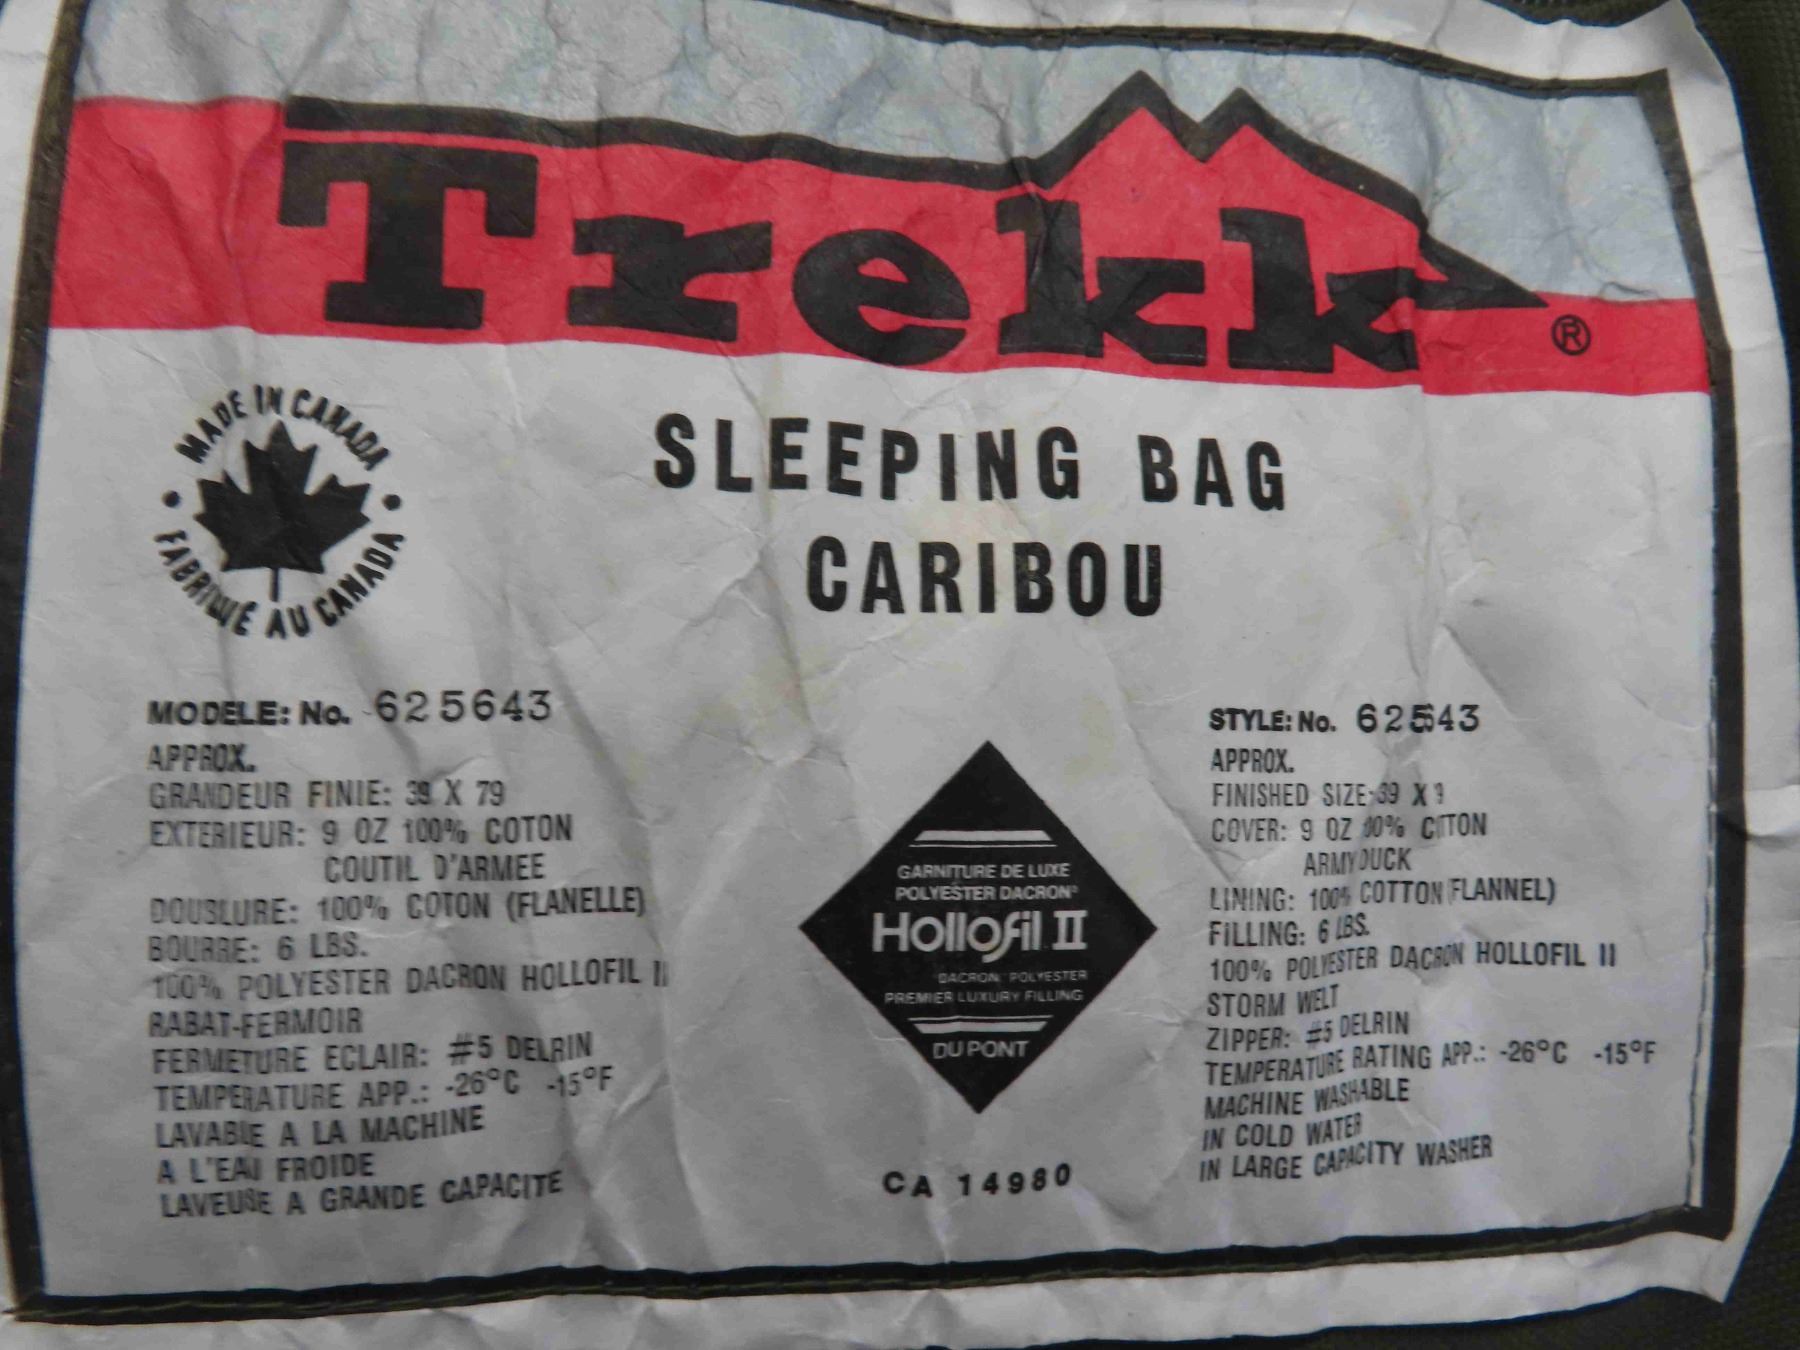 Trekk ®
MADE IN CANADA
FABRIQUÉ AU CANADA
SLEEPING BAG
CARIBOU
MODELE: No. 625643
APPROX.
GRANDEUR FINIE: 39 X 79
EXTERIEUR: 9 OZ 100% COTON
COUTIL D'ARMEE
DOUBLURE: 100% COTON (FLANELLE)
BOURRE: 6 LBS.
100% POLYESTER DACRON HOLLOFIL II
RABAT-FERMOIR
FERMETURE ECLAIR: #5 DELRIN
TEMPERATURE APP.: -26°C -15°F
LAVABLE A LA MACHINE
A L'EAU FROIDE
LAVEUSE A GRANDE CAPACITÉ
GARNITURE DE LUXE
POLYESTER DACRON
Hollofil II
DACRON POLYESTER
PREMIER LUXURY FILLING
DU PONT
CA 14980
STYLE: No.
APPROX.
FINISHED SIZE: 39 X
COVER: 9 OZ COTTON
ARMY DUCK
LINING: 100% COTTON (FLANNEL)
FILLING: 6 LBS.
100% POLYESTER DACRON HOLLOFIL II
STORM WELT
ZIPPER: #5 DELRIN
TEMPERATURE RATING APP.: -26°C -15°F
MACHINE WASHABLE
IN COLD WATER
IN LARGE CAPACITY WASHER